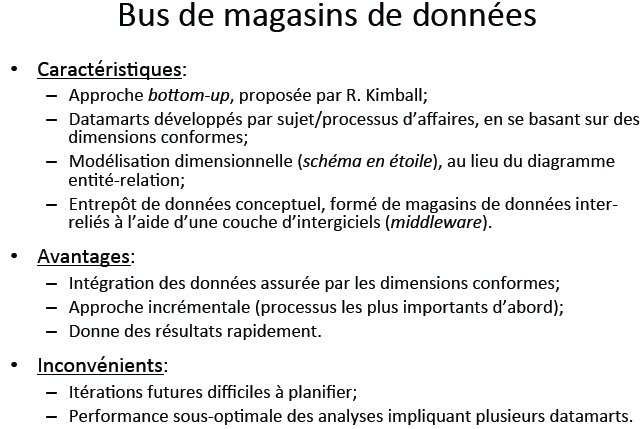 Bus de magasins de données
• Caractéristiques:
– Approche bottom-up, proposée par R. Kimball;
– Datamarts développés par sujet/processus d’affaires, en se basant sur des
dimensions conformes;
– Modélisation dimensionnelle (schéma en étoile), au lieu du diagramme
entité-relation;
– Entrepôt de données conceptuel, formé de magasins de données inter-
reliés à l’aide d’une couche d’intergiciels (middleware).
• Avantages:
– Intégration des données assurée par les dimensions conformes;
– Approche incrémentale (processus les plus importants d’abord);
– Donne des résultats rapidement.
• Inconvénients:
– Itérations futures difficiles à planifier;
– Performance sous-optimale des analyses impliquant plusieurs datamarts.